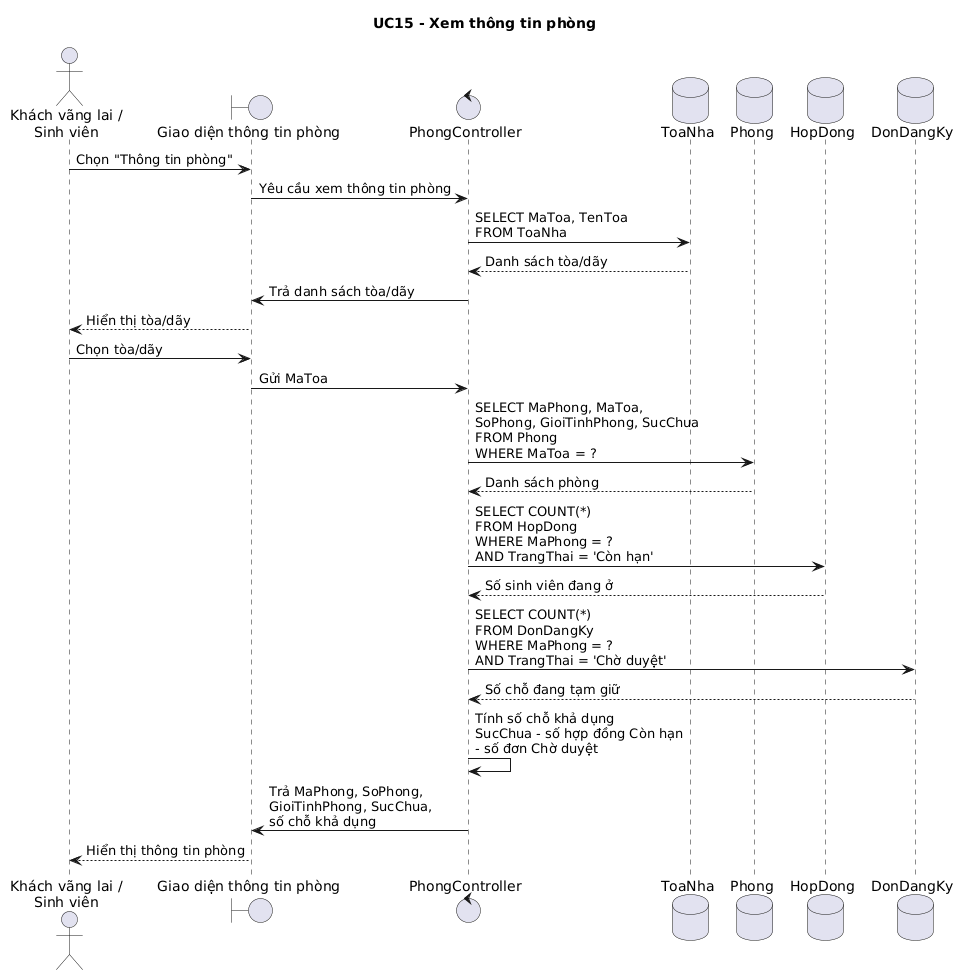 UC15 - Xem thông tin phòng
Khách vãng lai /
Sinh viên
Giao diện thông tin phòng
PhongController
ToaNha
Phong
HopDong
DonDangKy
Chọn "Thông tin phòng"
Yêu cầu xem thông tin phòng
SELECT MaToa, TenToa
FROM ToaNha
Danh sách tòa/dãy
Trả danh sách tòa/dãy
Hiển thị tòa/dãy
Chọn tòa/dãy
Gửi MaToa
SELECT MaPhong, MaToa,
SoPhong, GioiTinhPhong, SucChua
FROM Phong
WHERE MaToa = ?
Danh sách phòng
SELECT COUNT(*)
FROM HopDong
WHERE MaPhong = ?
AND TrangThai = 'Còn hạn'
Số sinh viên đang ở
SELECT COUNT(*)
FROM DonDangKy
WHERE MaPhong = ?
AND TrangThai = 'Chờ duyệt'
Số chỗ đang tạm giữ
Tính số chỗ khả dụng
SucChua - số hợp đồng Còn hạn
- số đơn Chờ duyệt
Trả MaPhong, SoPhong,
GioiTinhPhong, SucChua,
số chỗ khả dụng
Hiển thị thông tin phòng
Khách vãng lai /
Sinh viên
Giao diện thông tin phòng
PhongController
ToaNha
Phong
HopDong
DonDangKy